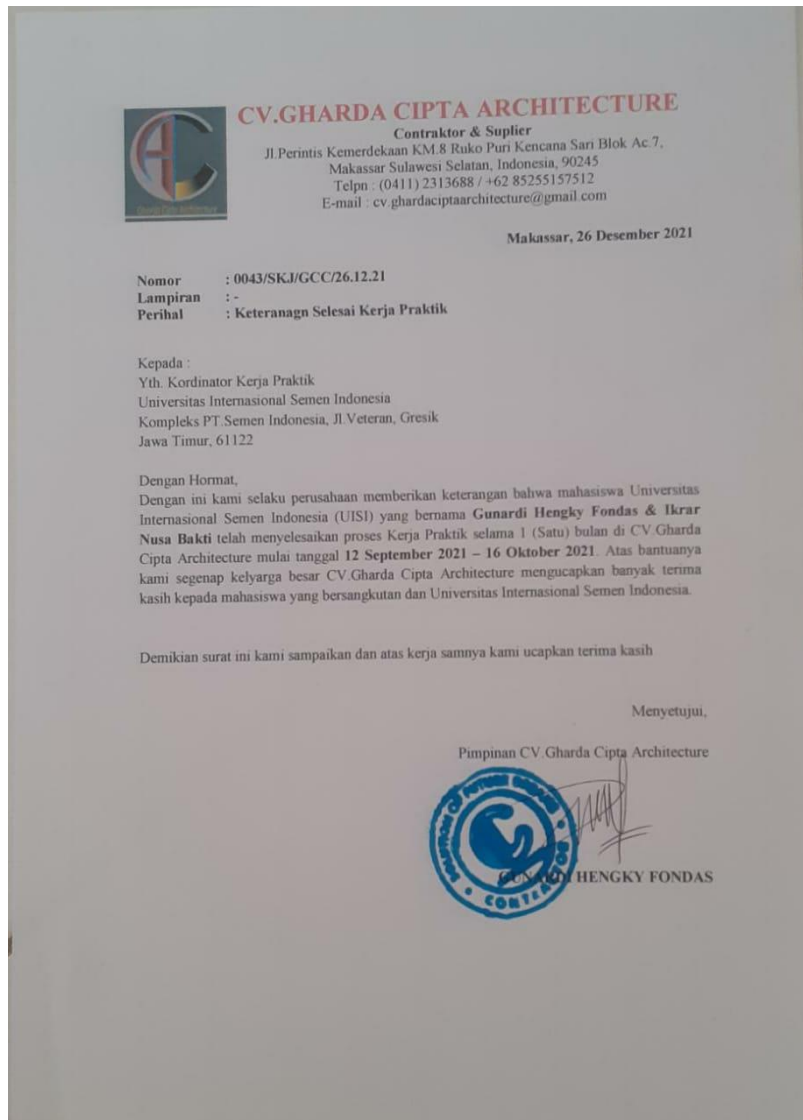 CV.GHARDA CIPTA ARCHITECTURE
Contraktor & Suplier
Jl.Perintis Kemerdekaan KM.8 Ruko Puri Kencana Sari Blok Ac.7,
Makassar Sulawesi Selatan, Indonesia, 90245
Telpn : (0411) 2313688 / +62 85255157512
E-mail : cv.ghardaciptaarchitecture@gmail.com
Gharda Cipta Architecture
Makassar, 26 Desember 2021
Nomor : 0043/SKJ/GCC/26.12.21
Lampiran : -
Perihal : Keteranagn Selesai Kerja Praktik
Kepada :
Yth. Kordinator Kerja Praktik
Universitas Internasional Semen Indonesia
Kompleks PT.Semen Indonesia, Jl.Veteran, Gresik
Jawa Timur, 61122
Dengan Hormat,
Dengan ini kami selaku perusahaan memberikan keterangan bahwa mahasiswa Universitas
Internasional Semen Indonesia (UISI) yang bernama Gunardi Hengky Fondas & Ikrar
Nusa Bakti telah menyelesaikan proses Kerja Praktik selama 1 (Satu) bulan di CV.Gharda
Cipta Architecture mulai tanggal 12 September 2021 – 16 Oktober 2021. Atas bantuanya
kami segenap kelyarga besar CV.Gharda Cipta Architecture mengucapkan banyak terima
kasih kepada mahasiswa yang bersangkutan dan Universitas Internasional Semen Indonesia.
Demikian surat ini kami sampaikan dan atas kerja samnya kami ucapkan terima kasih
Menyetujui,
Pimpinan CV.Gharda Cipta Architecture
SOLUTION OF FUTURE
GUNARDI HENGKY FONDAS